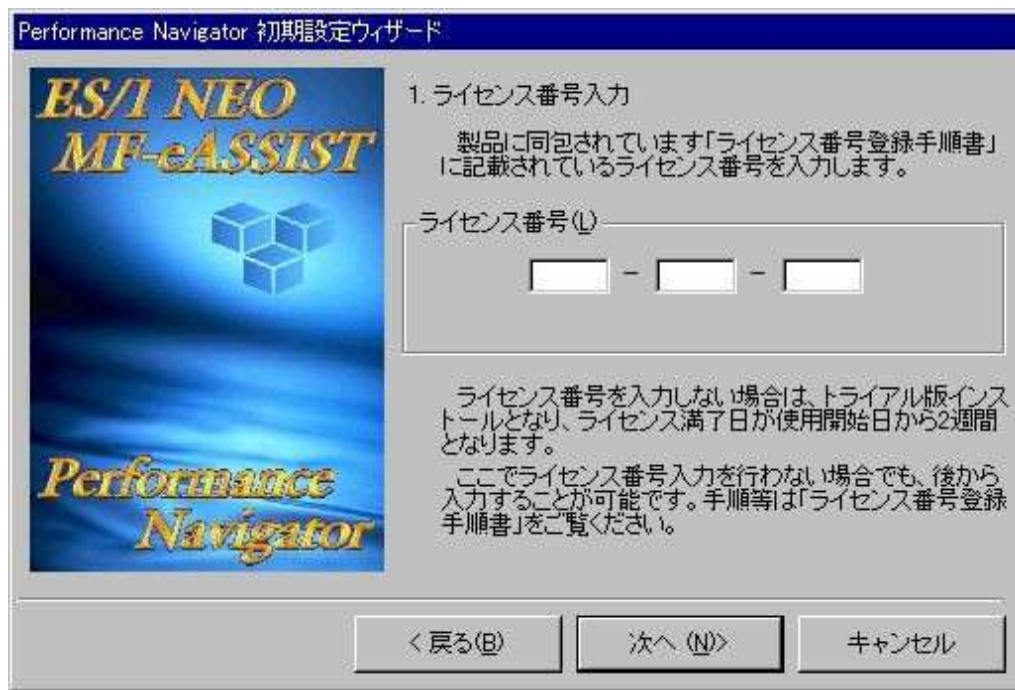 Performance Navigator 初期設定ウィザード
ES/1 NEO
MF-eASSIST
Performance
Navigator
1. ライセンス番号入力
製品に同包されています「ライセンス番号登録手順書」
に記載されているライセンス番号を入力します。
ライセンス番号(L)
- -
ライセンス番号を入力しない場合は、トライアル版インス
トールとなり、ライセンス満了日が使用開始日から2週間
となります。
ここでライセンス番号入力を行わない場合でも、後から
入力することが可能です。手順等は「ライセンス番号登録
手順書」をご覧ください。
< 戻る(B)
次へ (N)>
キャンセル